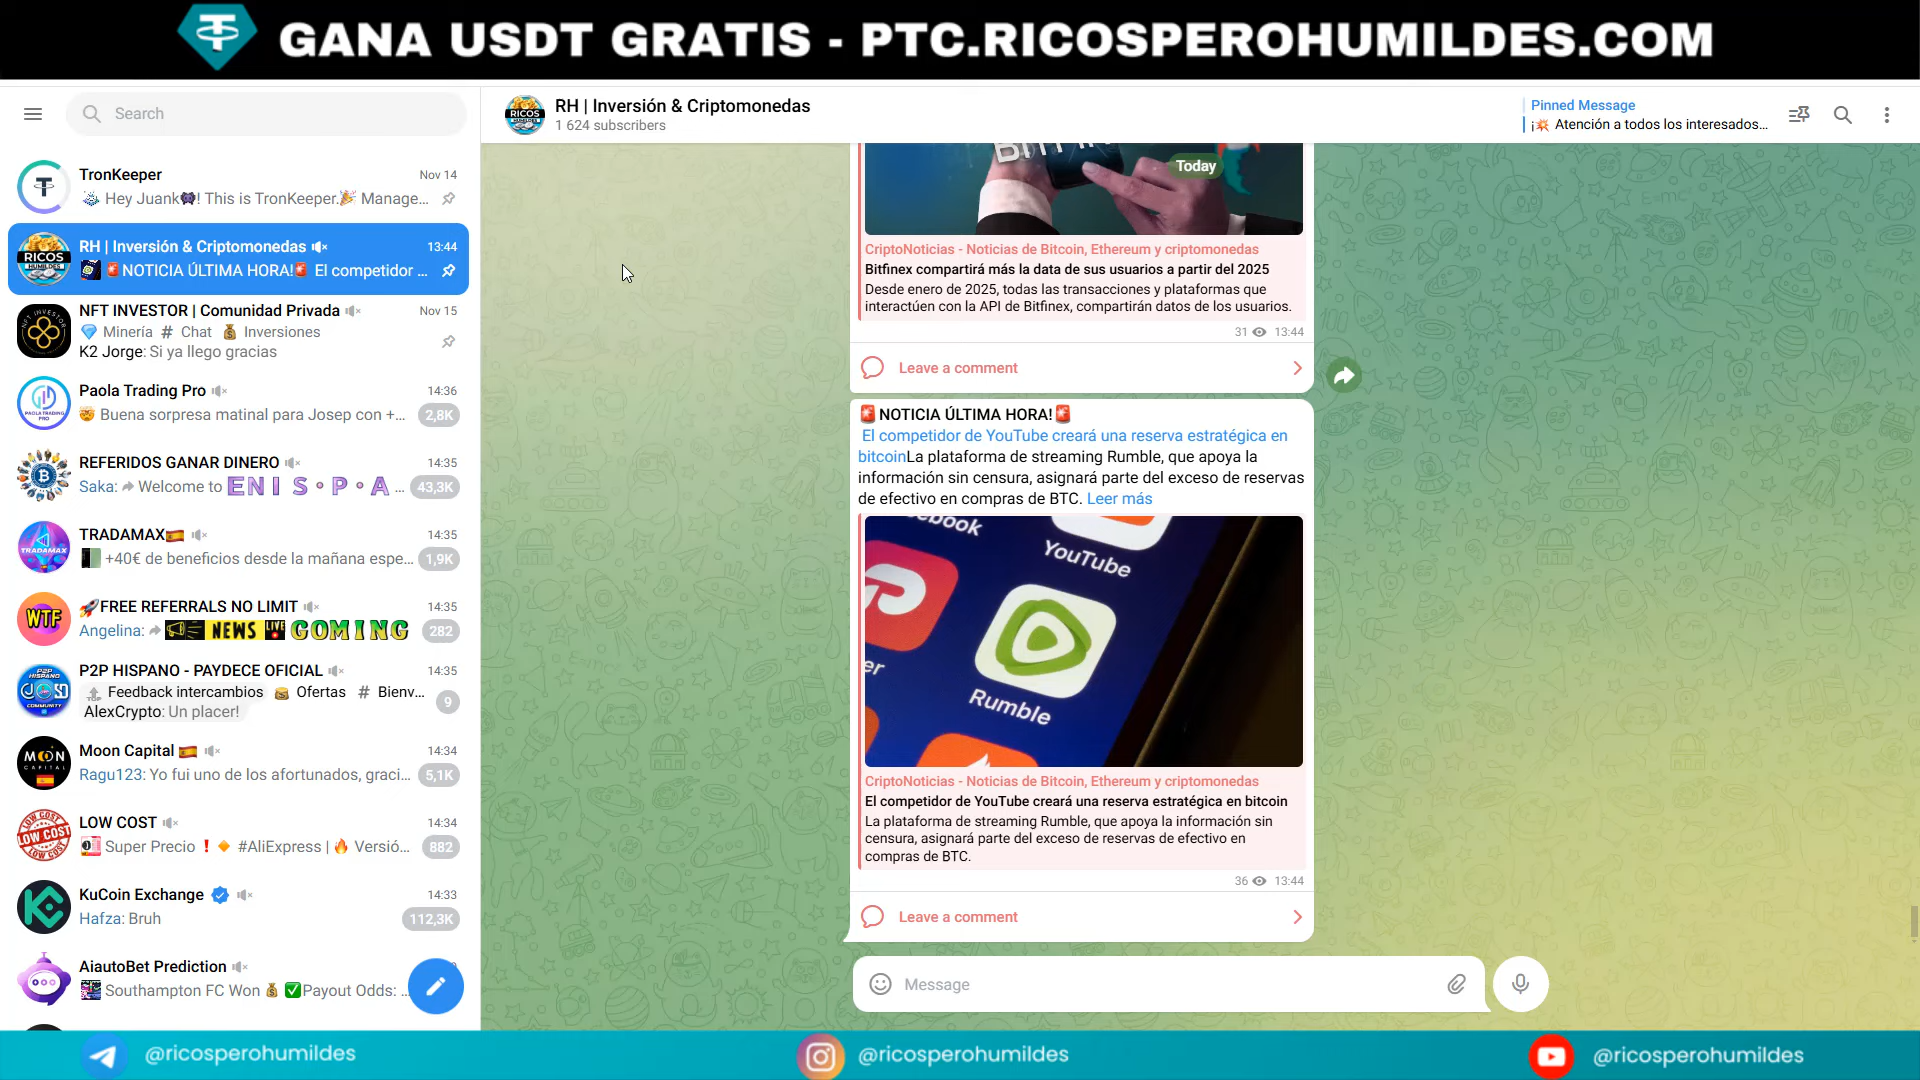 GANA USDT GRATIS - PTC.RICOSPEROHUMILDES.COM
Search
TronKeeper
Nov 14
Hey Juank! This is TronKeeper. Manage...
RH | Inversión & Criptomonedas
13:44
NOTICIA ÚLTIMA HORA! El competidor ...
NFT INVESTOR | Comunidad Privada
Nov 15
Minería # Chat Inversiones
K2 Jorge: Si ya llego gracias
Paola Trading Pro
14:36
Buena sorpresa matinal para Josep con +...
2,8K
REFERIDOS GANAR DINERO
14:35
Saka: Welcome to ENIS·P·A ...
43,3K
TRADAMAX
14:35
+40€ de beneficios desde la mañana espe...
1,9K
FREE REFERRALS NO LIMIT
14:35
Angelina: NEWS LIVE COMING
282
P2P HISPANO - PAYDECE OFICIAL
14:35
Feedback intercambios Ofertas # Bienv...
AlexCrypto: Un placer!
9
Moon Capital
14:34
Ragu123: Yo fui uno de los afortunados, graci...
5,1K
LOW COST
14:34
Super Precio ! #AliExpress | Versió...
882
KuCoin Exchange
14:33
Hafza: Bruh
112,3K
AiautoBet Prediction
Southampton FC Won Payout Odds: ...
RH | Inversión & Criptomonedas
1 624 subscribers
Pinned Message
¡ Atención a todos los interesados...
Today
CriptoNoticias - Noticias de Bitcoin, Ethereum y criptomonedas
Bitfinex compartirá más la data de sus usuarios a partir del 2025
Desde enero de 2025, todas las transacciones y plataformas que
interactúen con la API de Bitfinex, compartirán datos de los usuarios.
31 13:44
Leave a comment
NOTICIA ÚLTIMA HORA!
El competidor de YouTube creará una reserva estratégica en
bitcoinLa plataforma de streaming Rumble, que apoya la
información sin censura, asignará parte del exceso de reservas
de efectivo en compras de BTC. Leer más
YouTube
Rumble
CriptoNoticias - Noticias de Bitcoin, Ethereum y criptomonedas
El competidor de YouTube creará una reserva estratégica en bitcoin
La plataforma de streaming Rumble, que apoya la información sin
censura, asignará parte del exceso de reservas de efectivo en
compras de BTC.
36 13:44
Leave a comment
Message
@ricosperohumildes
@ricosperohumildes
@ricosperohumildes